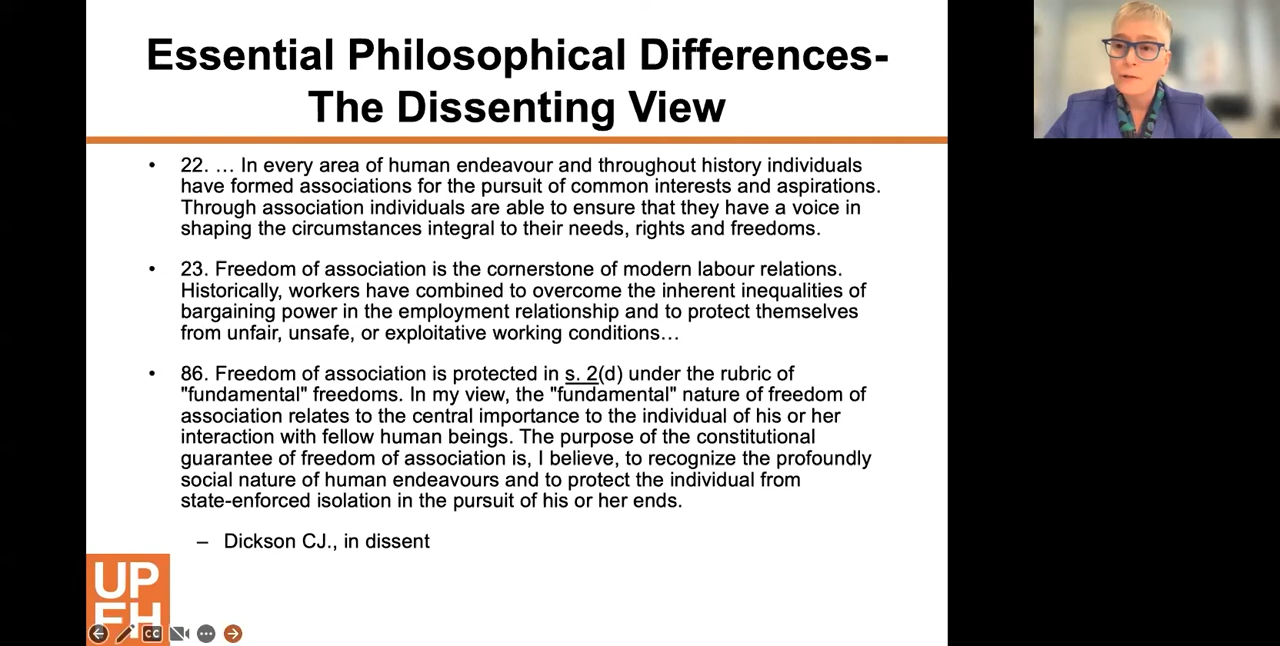 Essential Philosophical Differences-
The Dissenting View
• 22. … In every area of human endeavour and throughout history individuals
have formed associations for the pursuit of common interests and aspirations.
Through association individuals are able to ensure that they have a voice in
shaping the circumstances integral to their needs, rights and freedoms.
• 23. Freedom of association is the cornerstone of modern labour relations.
Historically, workers have combined to overcome the inherent inequalities of
bargaining power in the employment relationship and to protect themselves
from unfair, unsafe, or exploitative working conditions…
• 86. Freedom of association is protected in s. 2(d) under the rubric of
"fundamental" freedoms. In my view, the "fundamental" nature of freedom of
association relates to the central importance to the individual of his or her
interaction with fellow human beings. The purpose of the constitutional
guarantee of freedom of association is, I believe, to recognize the profoundly
social nature of human endeavours and to protect the individual from
state-enforced isolation in the pursuit of his or her ends.
– Dickson CJ., in dissent
UP
FH
CC